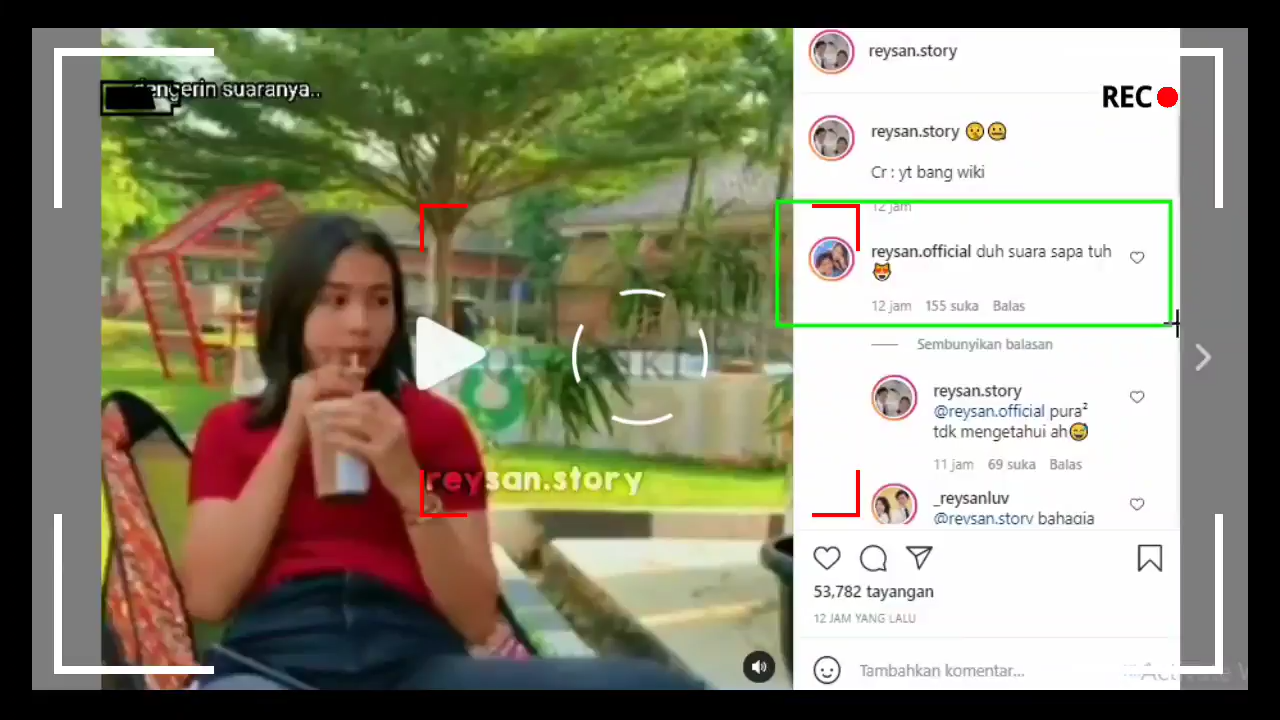 dengerin suaranya..
reysan.story
reysan.story
REC
reysan.story 🤫🤐
Cr : yt bang wiki
12 jam
reysan.official duh suara sapa tuh
😻
12 jam 155 suka Balas
Sembunyikan balasan
reysan.story
@reysan.official pura²
tdk mengetahui ah😅
11 jam 69 suka Balas
_reysanluv
@reysan.story bahagia
53,782 tayangan
12 JAM YANG LALU
Tambahkan komentar...
Activate